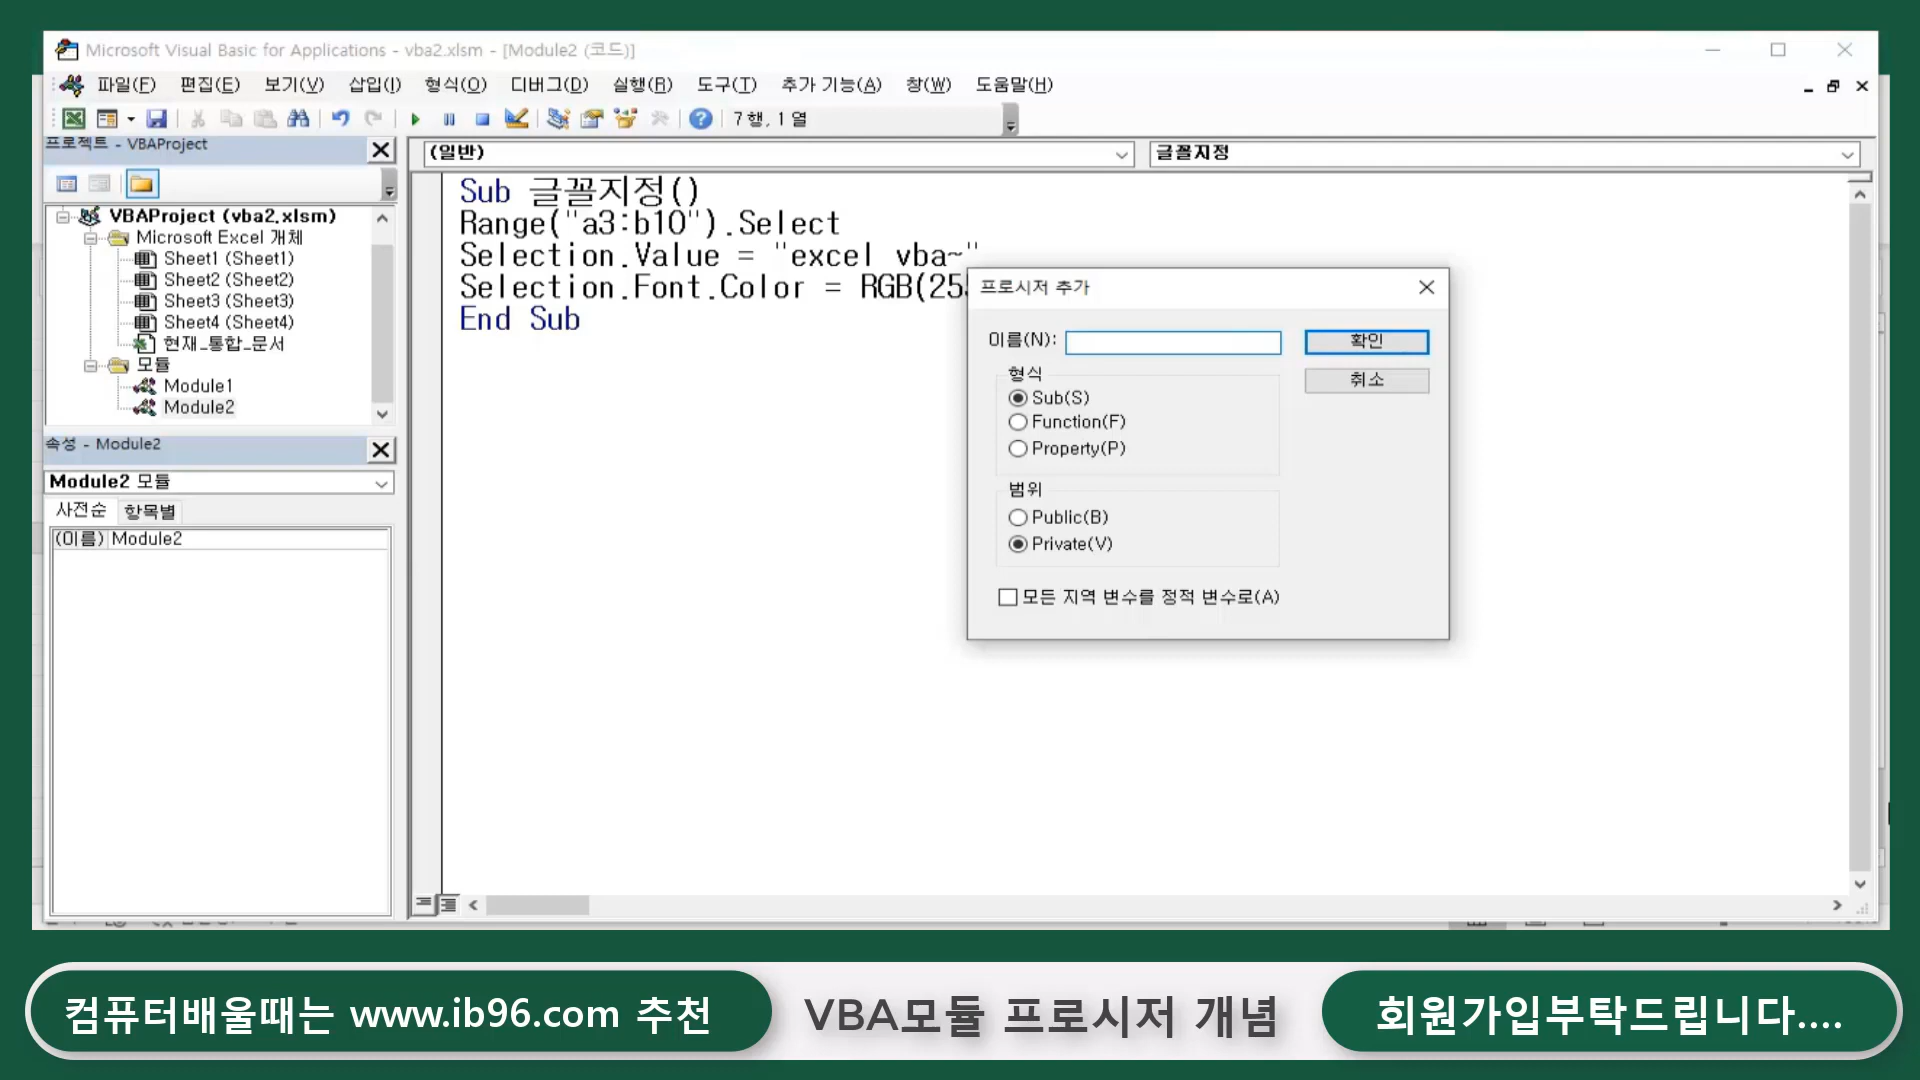 Microsoft Visual Basic for Applications - vba2.xlsm - [Module2 (코드)]
파일(F) 편집(E) 보기(V) 삽입(I) 형식(O) 디버그(D) 실행(R) 도구(T) 추가 기능(A) 창(W) 도움말(H)
7 행, 1 열
프로젝트 - VBAProject
VBAProject (vba2.xlsm)
Microsoft Excel 개체
Sheet1 (Sheet1)
Sheet2 (Sheet2)
Sheet3 (Sheet3)
Sheet4 (Sheet4)
현재_통합_문서
모듈
Module1
Module2
속성 - Module2
Module2 모듈
사전순 항목별
(이름) Module2
(일반) 글꼴지정
Sub 글꼴지정()
Range("a3:b10").Select
Selection.Value = "excel vba~"
Selection.Font.Color = RGB(25
End Sub
프로시저 추가
이름(N): 확인
취소
형식
Sub(S)
Function(F)
Property(P)
범위
Public(B)
Private(V)
모든 지역 변수를 정적 변수로(A)
컴퓨터배울때는 www.ib96.com 추천
VBA모듈 프로시저 개념
회원가입부탁드립니다....